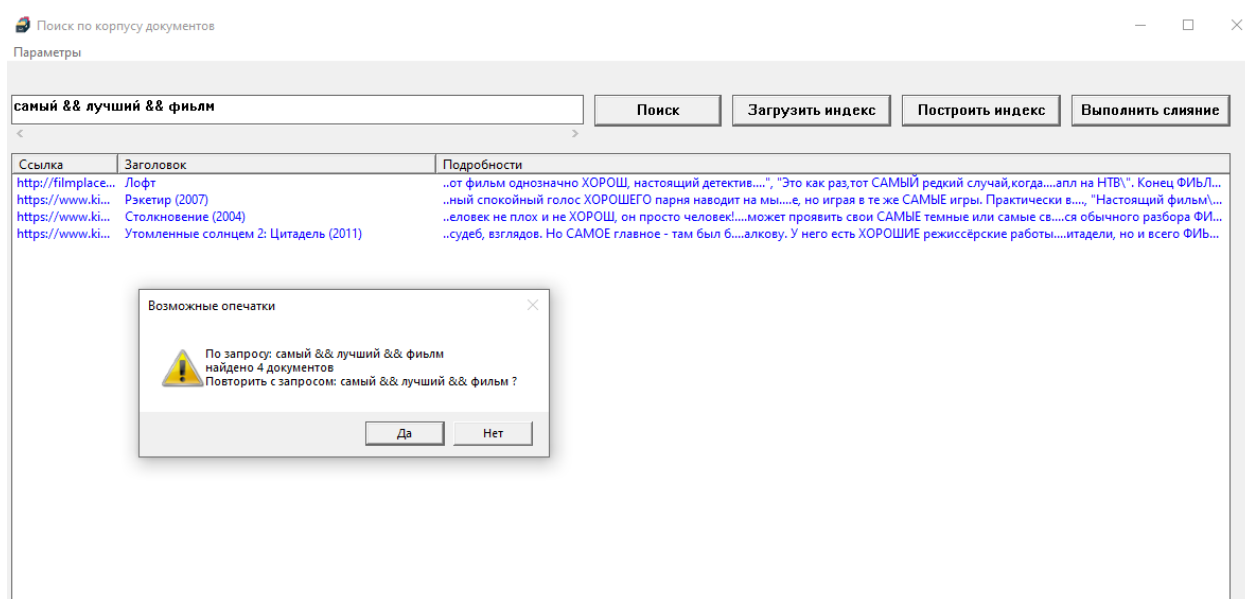 Поиск по корпусу документов
Параметры
самый && лучший && фиьлм
Поиск Загрузить индекс Построить индекс Выполнить слияние
Ссылка Заголовок Подробности
http://filmplace... Лофт ..от фильм однозначно ХОРОШ, настоящий детектив....", "Это как раз,тот САМЫЙ редкий случай,когда....апл на НТВ\". Конец ФИЬЛ...
https://www.ki... Рэкетир (2007) ..ный спокойный голос ХОРОШЕГО парня наводит на мы....е, но играя в те же САМЫЕ игры. Практически в...., "Настоящий фильм\...
https://www.ki... Столкновение (2004) ..еловек не плох и не ХОРОШ, он просто человек!....может проявить свои САМЫЕ темные или самые св....ся обычного разбора ФИ...
https://www.ki... Утомленные солнцем 2: Цитадель (2011) ..судеб, взглядов. Но САМОЕ главное - там был б....алкову. У него есть ХОРОШИЕ режиссёрские работы....итадели, но и всего ФИЬ...
Возможные опечатки
По запросу: самый && лучший && фиьлм
найдено 4 документов
Повторить с запросом: самый && лучший && фильм ?
Да Нет